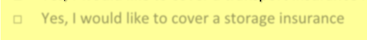 □ Yes, I would like to cover a storage insurance